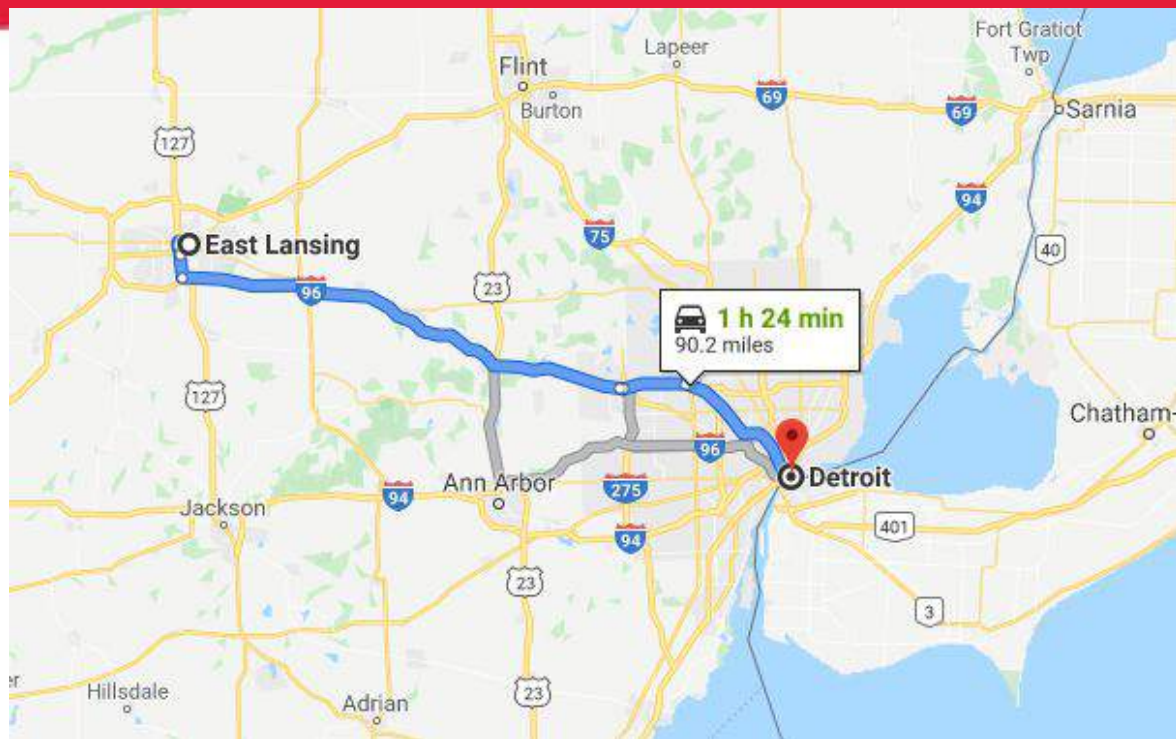 Fort Gratiot
Twp
Lapeer
Flint
Burton
69
69
Sarnia
127
94
East Lansing
75
40
23
96
1 h 24 min
90.2 miles
127
Chatham-
96
Ann Arbor
275
Detroit
94
Jackson
401
94
23
3
Hillsdale
23
Adrian